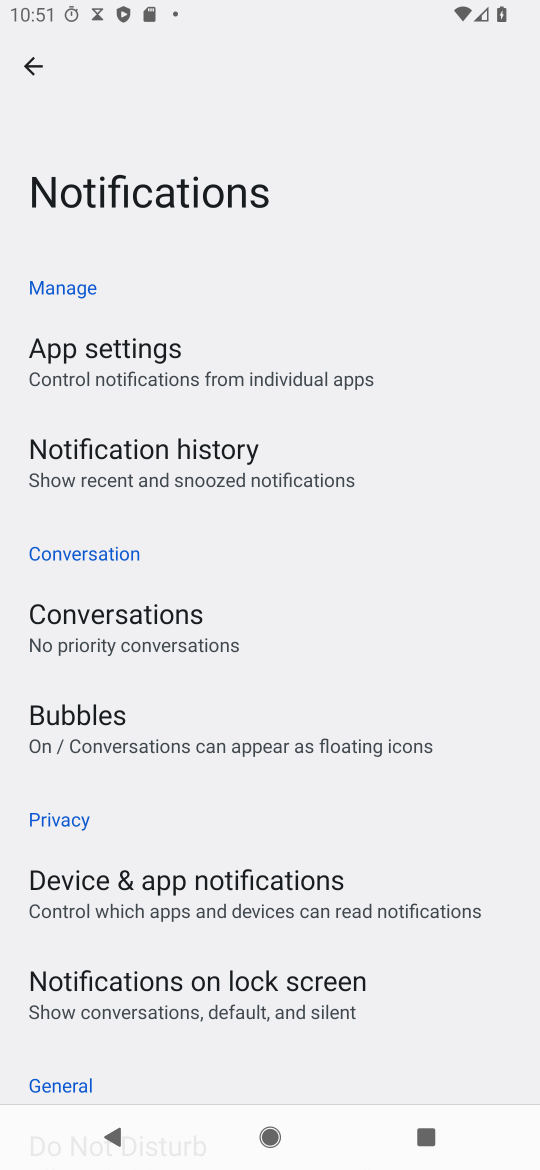 10:51
Notifications
Manage
App settings
Control notifications from individual apps
Notification history
Show recent and snoozed notifications
Conversation
Conversations
No priority conversations
Bubbles
On / Conversations can appear as floating icons
Privacy
Device & app notifications
Control which apps and devices can read notifications
Notifications on lock screen
Show conversations, default, and silent
General
Do Not Disturb